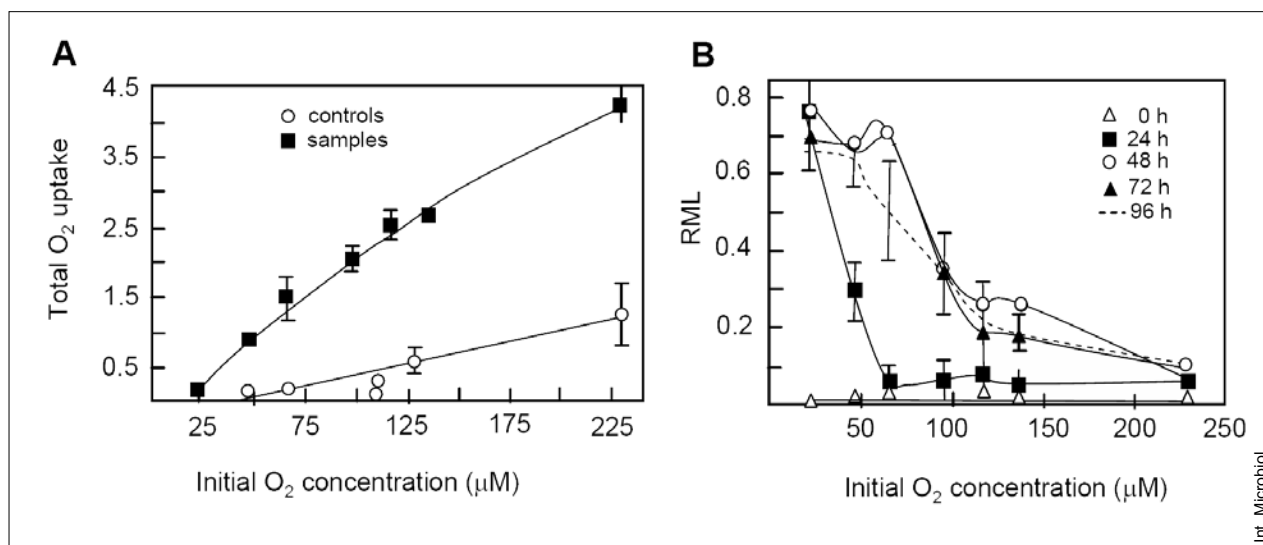 A
Total O2 uptake
4.5
3.5
2.5
1.5
0.5
controls
samples
25 75 125 175 225
Initial O2 concentration (μM)
B
RML
0.8
0.6
0.4
0.2
0 h
24 h
48 h
72 h
96 h
50 100 150 200 250
Initial O2 concentration (μM)
Int. Microbiol.